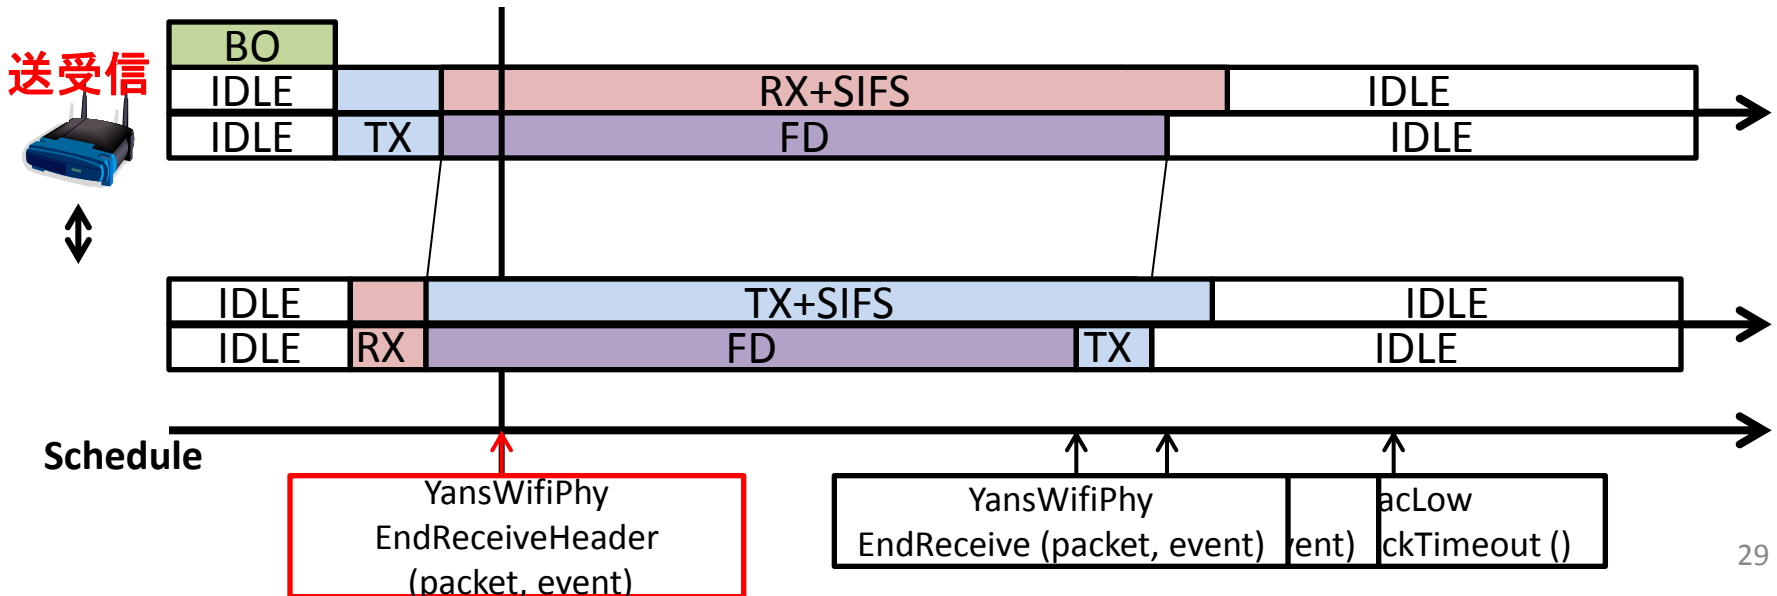 BO
送受信
IDLE RX+SIFS IDLE
IDLE TX FD IDLE
IDLE TX+SIFS IDLE
IDLE RX FD TX IDLE
Schedule
YansWifiPhy
EndReceiveHeader
(packet, event)
YansWifiPhy
EndReceive (packet, event)
vent)
acLow
ckTimeout ()
29